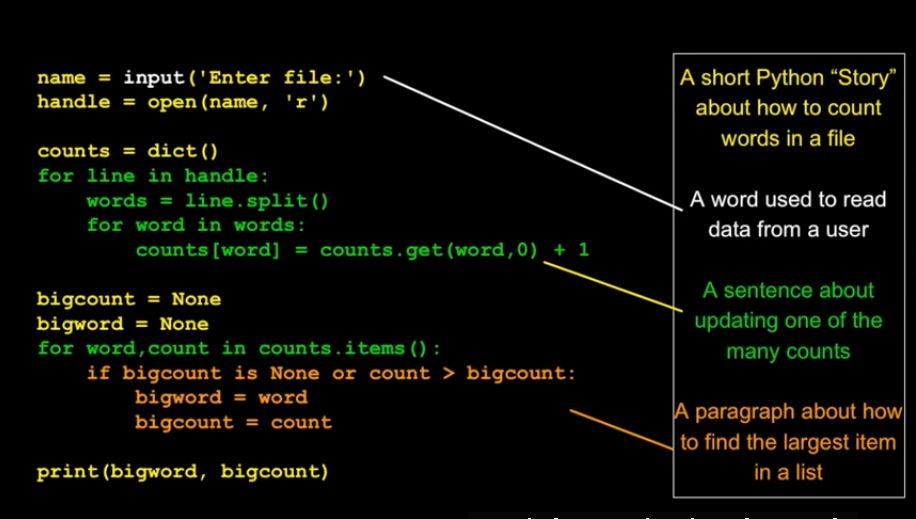 name = input('Enter file:')
handle = open(name, 'r')
counts = dict()
for line in handle:
    words = line.split()
    for word in words:
        counts[word] = counts.get(word,0) + 1
bigcount = None
bigword = None
for word,count in counts.items():
    if bigcount is None or count > bigcount:
        bigword = word
        bigcount = count
print(bigword, bigcount)
A short Python “Story”
about how to count
words in a file
A word used to read
data from a user
A sentence about
updating one of the
many counts
A paragraph about how
to find the largest item
in a list